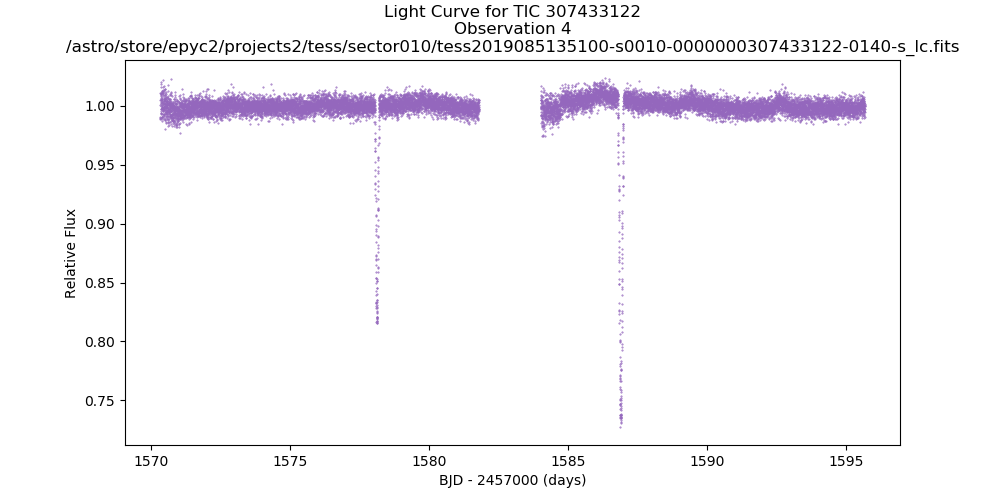 Light Curve for TIC 307433122
Observation 4
/astro/store/epyc2/projects2/tess/sector010/tess2019085135100-s0010-0000000307433122-0140-s_lc.fits
1.00
0.95
0.90
0.85
0.80
0.75
Relative Flux
1570 1575 1580 1585 1590 1595
BJD - 2457000 (days)